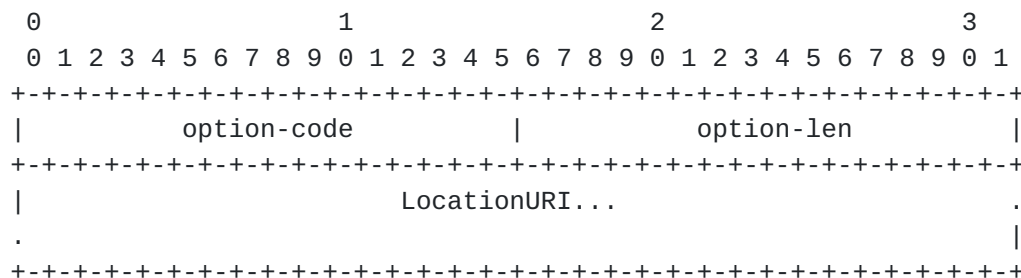 0                   1                   2                   3
 0 1 2 3 4 5 6 7 8 9 0 1 2 3 4 5 6 7 8 9 0 1 2 3 4 5 6 7 8 9 0 1
+-+-+-+-+-+-+-+-+-+-+-+-+-+-+-+-+-+-+-+-+-+-+-+-+-+-+-+-+-+-+-+-+
|          option-code          |           option-len          |
+-+-+-+-+-+-+-+-+-+-+-+-+-+-+-+-+-+-+-+-+-+-+-+-+-+-+-+-+-+-+-+-+
|                        LocationURI...                         .
.                                                               |
+-+-+-+-+-+-+-+-+-+-+-+-+-+-+-+-+-+-+-+-+-+-+-+-+-+-+-+-+-+-+-+-+